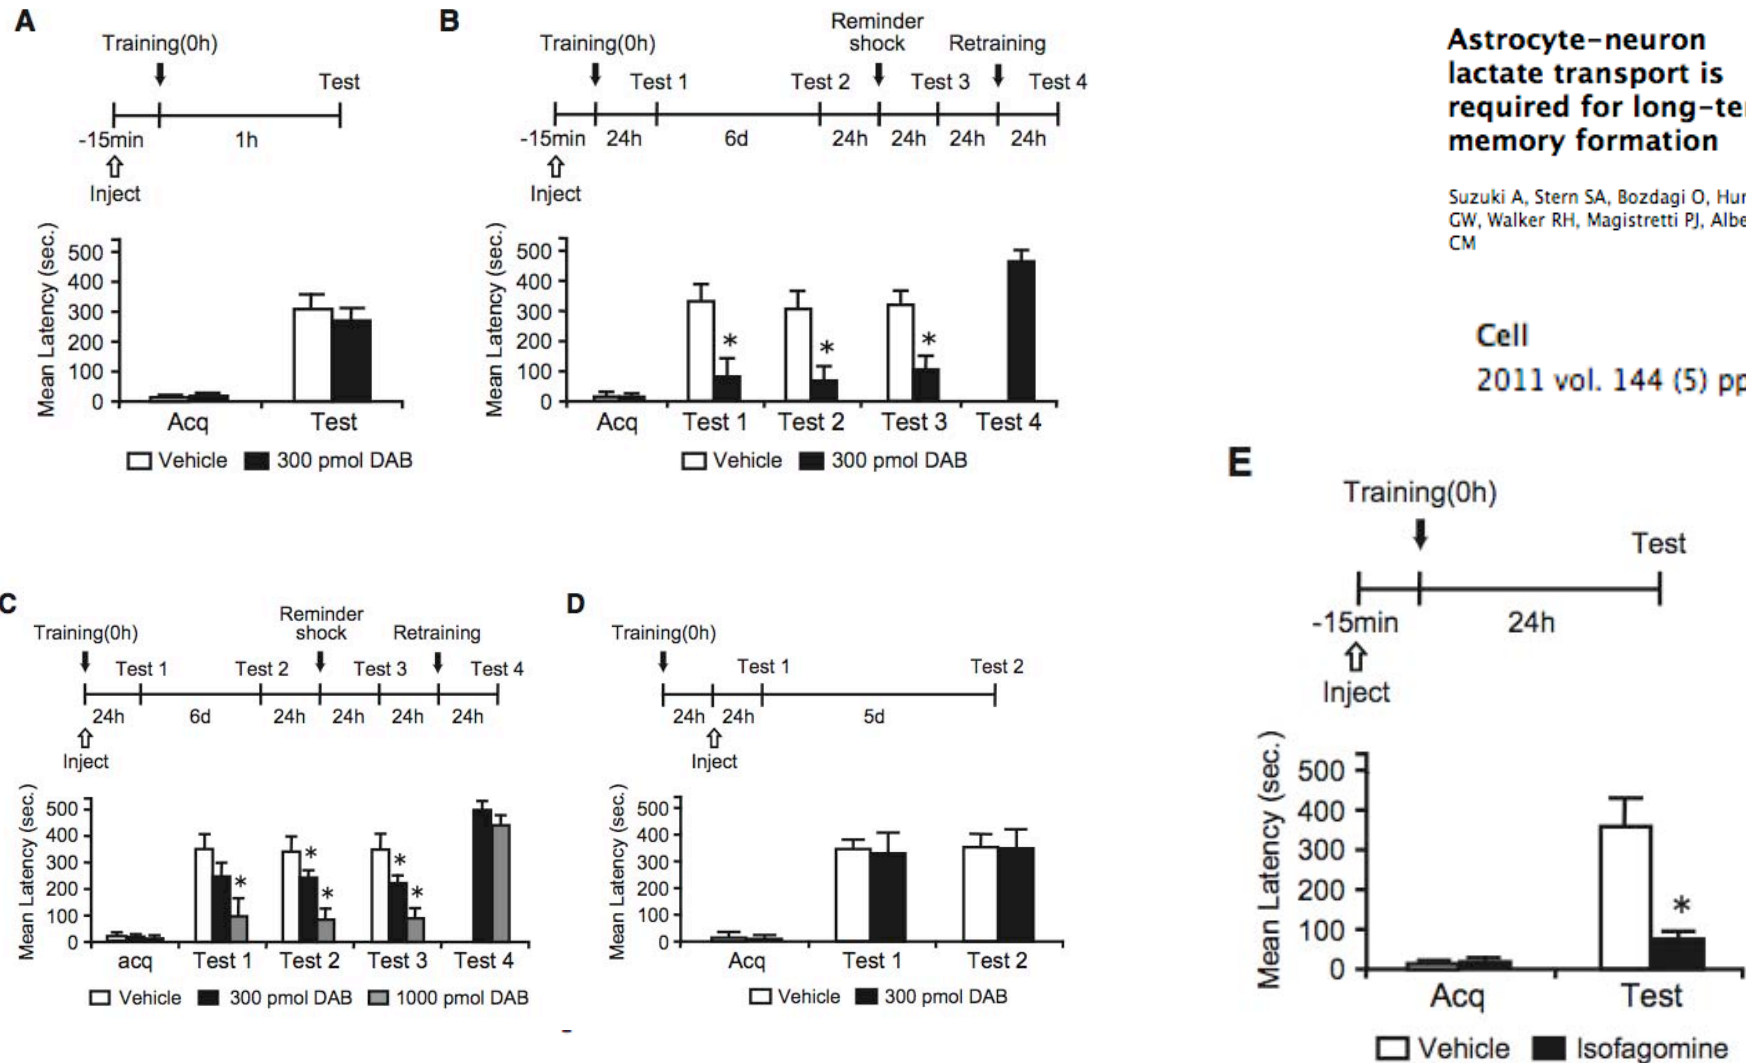 A
Training(0h)
Test
-15min
1h
Inject
Mean Latency (sec.)
500
400
300
200
100
0
Acq
Test
Vehicle
300 pmol DAB
B
Reminder
shock
Training(0h)
Retraining
Test 1
Test 2
Test 3
Test 4
-15min
24h
6d
24h
24h
24h
24h
Inject
Mean Latency (sec.)
500
400
300
200
100
0
*
*
*
Acq
Test 1
Test 2
Test 3
Test 4
Vehicle
300 pmol DAB
Astrocyte-neuron
lactate transport is
required for long-te
memory formation
Suzuki A, Stern SA, Bozdagi O, Hun
GW, Walker RH, Magistretti PJ, Albe
CM
Cell
2011 vol. 144 (5) pp
C
Reminder
shock
Training(0h)
Retraining
Test 1
Test 2
Test 3
Test 4
24h
6d
24h
24h
24h
24h
Inject
Mean Latency (sec.)
500
400
300
200
100
0
*
*
*
*
*
acq
Test 1
Test 2
Test 3
Test 4
Vehicle
300 pmol DAB
1000 pmol DAB
D
Training(0h)
Test 1
Test 2
24h
24h
5d
Inject
Mean Latency (sec.)
500
400
300
200
100
0
Acq
Test 1
Test 2
Vehicle
300 pmol DAB
E
Training(0h)
Test
-15min
24h
Inject
Mean Latency (sec.)
500
400
300
200
100
0
*
Acq
Test
Vehicle
Isofagomine